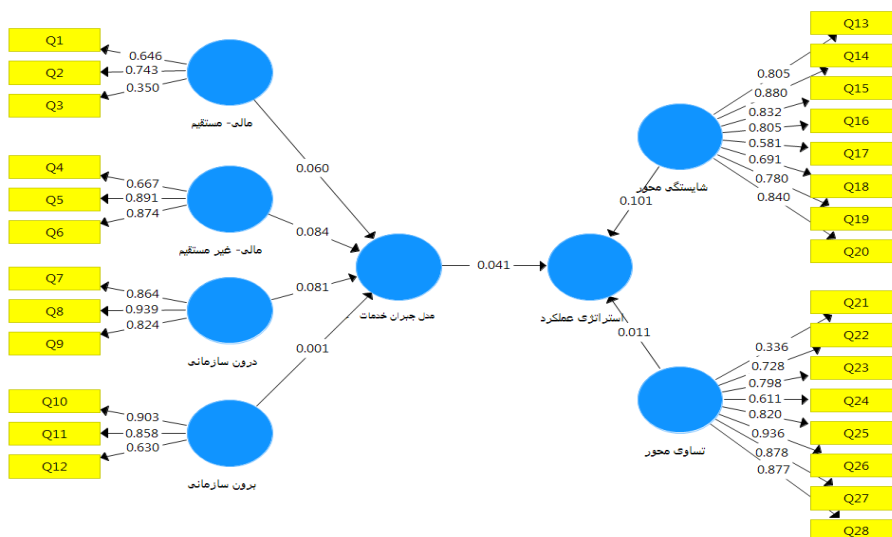 Q1
Q2
Q3
0.646
0.743
0.350
مالی- مستقیم
Q4
Q5
Q6
0.667
0.891
0.874
مالی- غیر مستقیم
Q7
Q8
Q9
0.864
0.939
0.824
درون سازمانی
Q10
Q11
Q12
0.903
0.858
0.630
برون سازمانی
0.060
0.084
0.081
0.001
مدل جبران خدمات
0.041
استراتژی عملکرد
0.101
0.011
شایستگی محور
0.805
0.880
0.832
0.805
0.581
0.691
0.780
0.840
Q13
Q14
Q15
Q16
Q17
Q18
Q19
Q20
تساوی محور
0.336
0.728
0.798
0.611
0.820
0.936
0.878
0.877
Q21
Q22
Q23
Q24
Q25
Q26
Q27
Q28